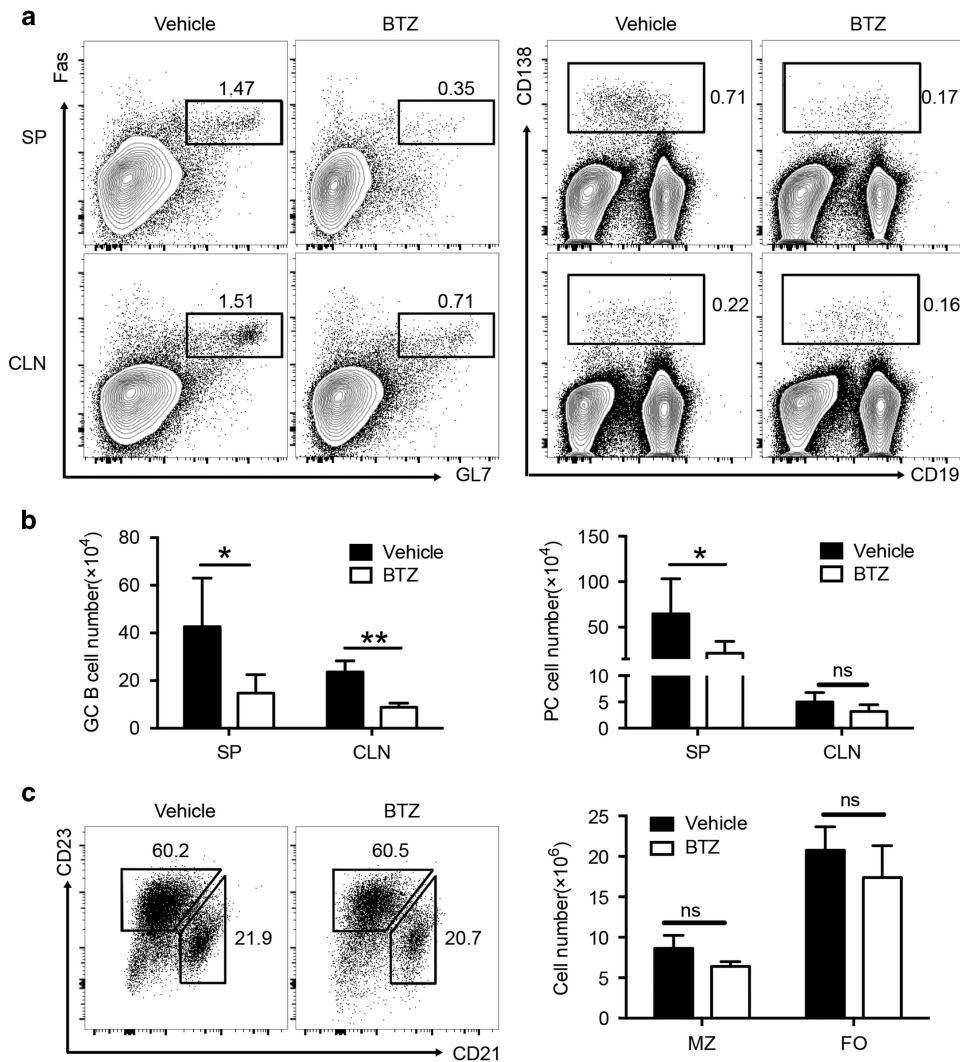 a
Vehicle BTZ Vehicle BTZ
Fas CD138
SP 1.47 0.35 0.71 0.17
CLN 1.51 0.71 0.22 0.16
GL7 CD19
b
GC B cell number(×10⁴)
80
60
40
20
0
* **
Vehicle
BTZ
SP CLN
PC cell number(×10⁴)
150
100
50
10
5
0
* ns
Vehicle
BTZ
SP CLN
c
Vehicle BTZ
CD23
60.2 60.5
21.9 20.7
CD21
Cell number(×10⁶)
25
20
15
10
5
0
ns ns
Vehicle
BTZ
MZ FO